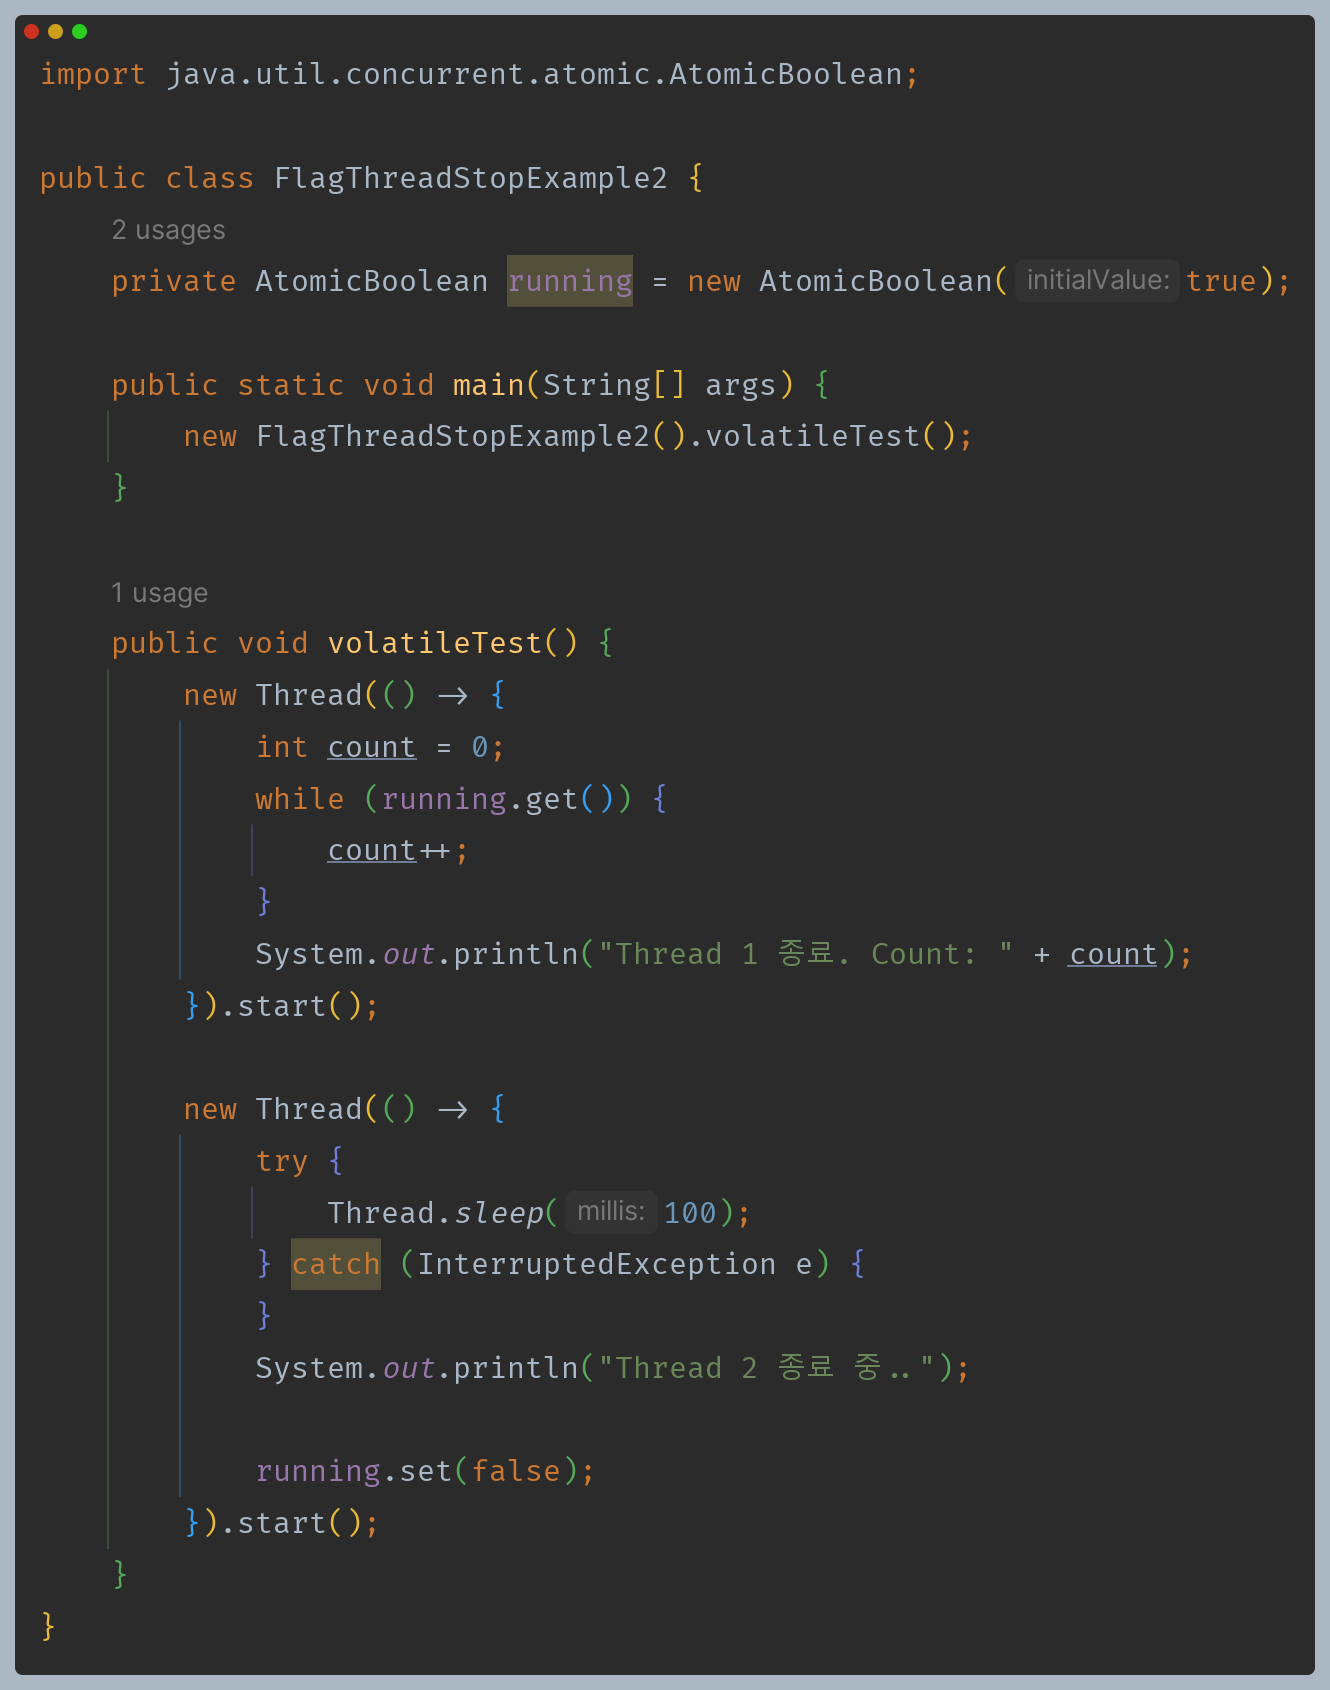 import java.util.concurrent.atomic.AtomicBoolean;
public class FlagThreadStopExample2 {
2 usages
private AtomicBoolean running = new AtomicBoolean( initialValue: true);
public static void main(String[] args) {
new FlagThreadStopExample2().volatileTest();
}
1 usage
public void volatileTest() {
new Thread(() -> {
int count = 0;
while (running.get()) {
count++;
}
System.out.println("Thread 1 종료. Count: " + count);
}).start();
new Thread(() -> {
try {
Thread.sleep( millis: 100);
} catch (InterruptedException e) {
}
System.out.println("Thread 2 종료 중..");
running.set(false);
}).start();
}
}